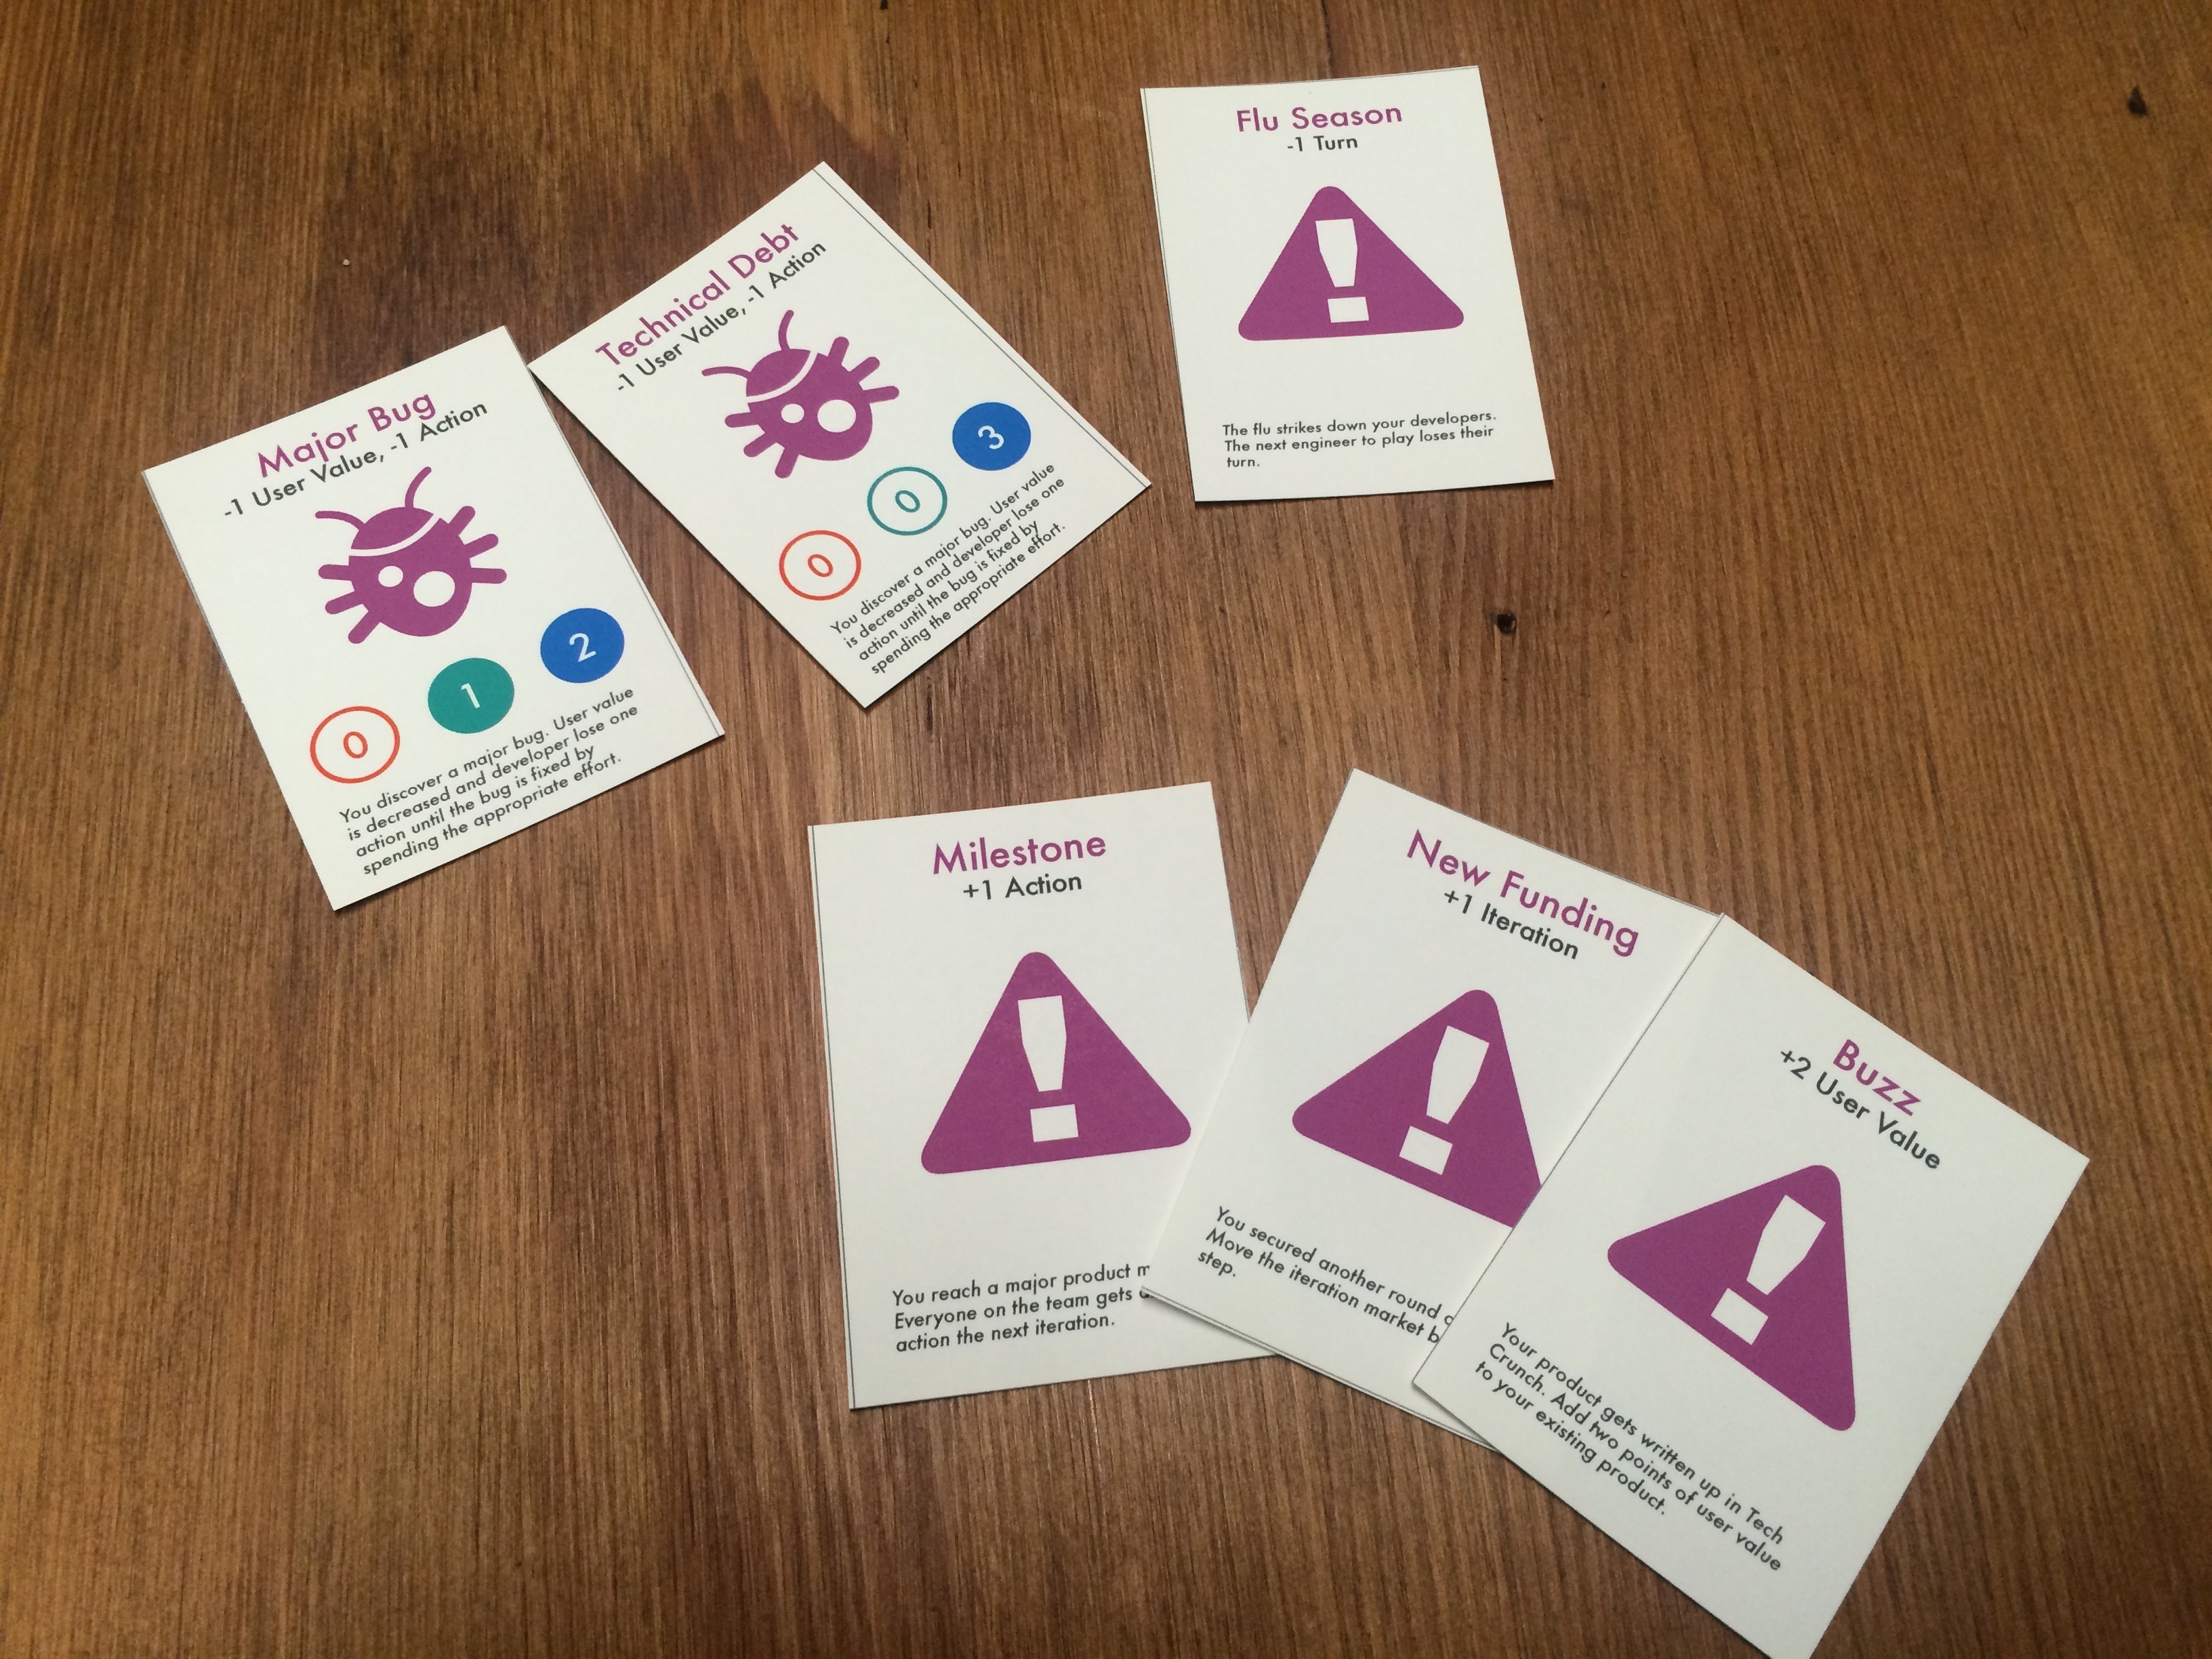 Major Bug
-1 User Value, -1 Action
0 1 2
You discover a major bug. User value
is decreased and developer lose one
action until the bug is fixed by
spending the appropriate effort.
Technical Debt
-1 User Value, -1 Action
0 0 3
You discover a major bug. User value
is decreased and developer lose one
action until the bug is fixed by
spending the appropriate effort.
Flu Season
-1 Turn
The flu strikes down your developers.
The next engineer to play loses their
turn.
Milestone
+1 Action
You reach a major product
Everyone on the team gets
action the next iteration.
New Funding
+1 Iteration
You secured another round
Move the iteration market
step.
Buzz
+2 User Value
Your product gets written up in Tech
Crunch. Add two points of user value
to your existing product.